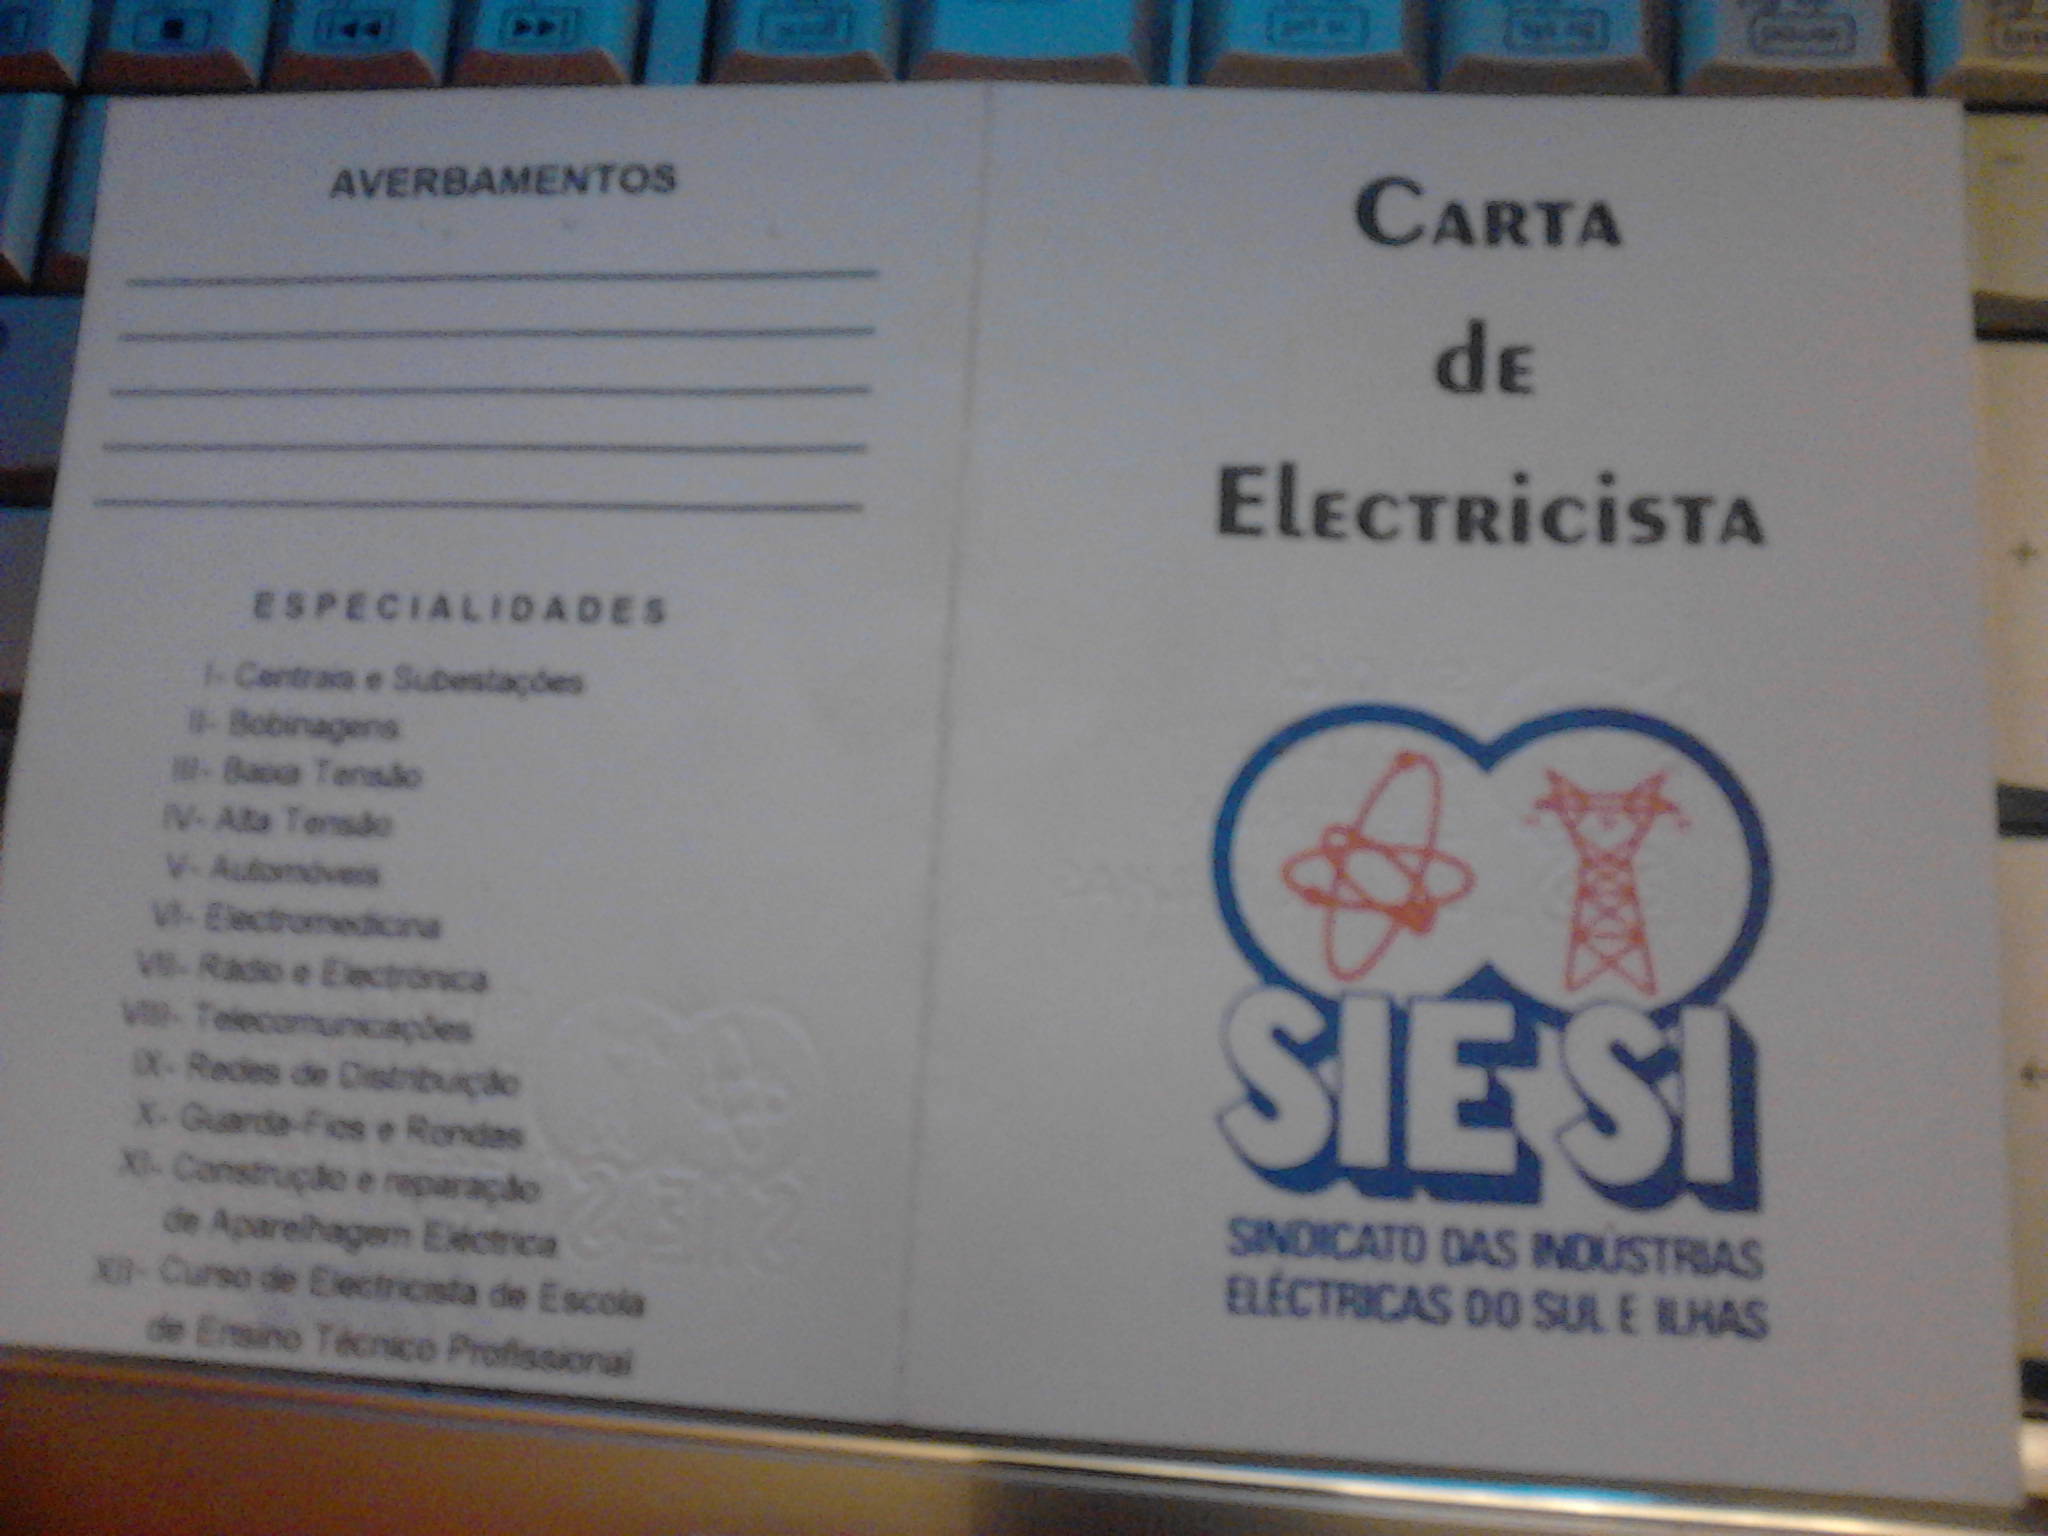 AVERBAMENTOS
ESPECIALIDADES
I- Centrais e Subestações
II- Bobinagens
III- Baixa Tensão
IV- Alta Tensão
V- Automóveis
VI- Electromedicina
VII- Rádio e Electrónica
VIII- Telecomunicações
IX- Redes de Distribuição
X- Guarda-Fios e Rondas
XI- Construção e reparação
de Aparelhagem Eléctrica
XII- Curso de Electricista de Escola
de Ensino Técnico Profissional
CARTA
de
ELECTRICISTA
SIESI
SINDICATO DAS INDÚSTRIAS
ELÉCTRICAS DO SUL E ILHAS